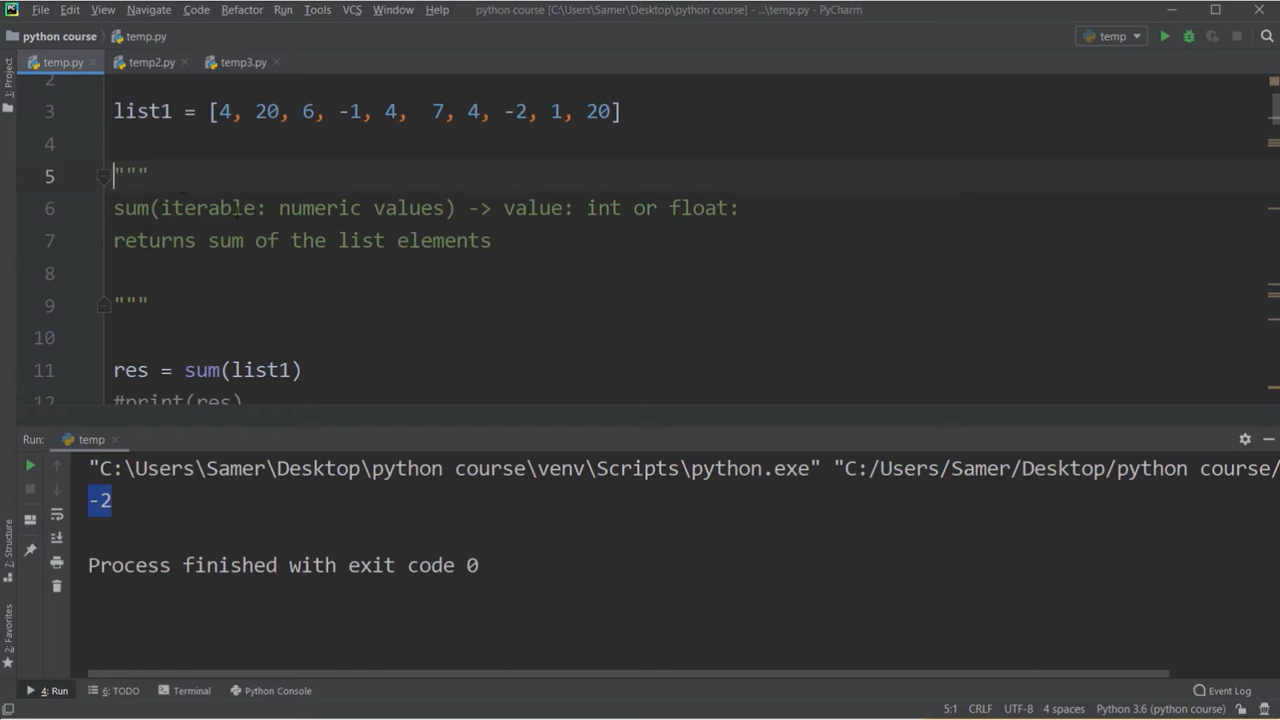 File Edit View Navigate Code Refactor Run Tools VCS Window Help python course [C:\Users\Samer\Desktop\python course] - ...\temp.py - PyCharm
python course temp.py temp
temp.py temp2.py temp3.py
1: Project
2
3 list1 = [4, 20, 6, -1, 4,  7, 4, -2, 1, 20]
4
5 """
6 sum(iterable: numeric values) -> value: int or float:
7 returns sum of the list elements
8
9 """
10
11 res = sum(list1)
12 #print(res)
Run: temp
"C:\Users\Samer\Desktop\python course\venv\Scripts\python.exe" "C:/Users/Samer/Desktop/python course/
-2
Process finished with exit code 0
7: Structure
2: Favorites
4: Run 6: TODO Terminal Python Console Event Log
5:1 CRLF UTF-8 4 spaces Python 3.6 (python course)